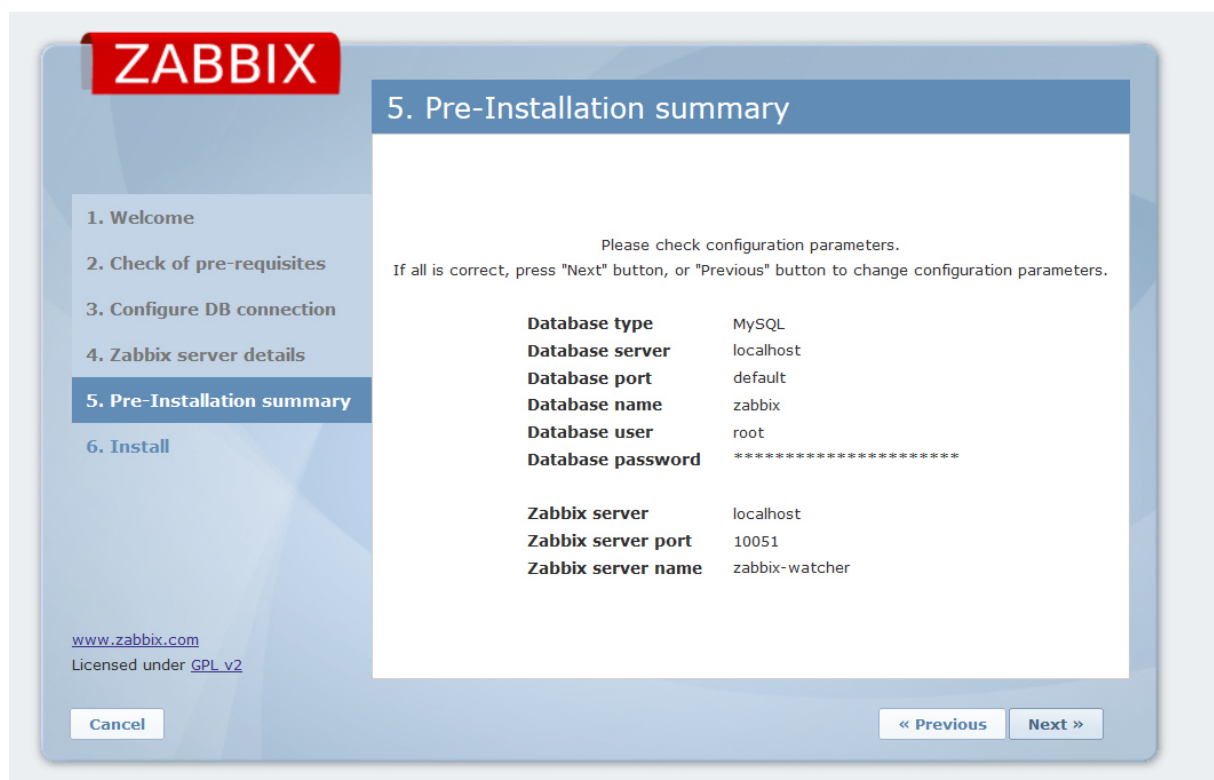 ZABBIX
5. Pre-Installation summary
1. Welcome
2. Check of pre-requisites
3. Configure DB connection
4. Zabbix server details
5. Pre-Installation summary
6. Install
Please check configuration parameters.
If all is correct, press "Next" button, or "Previous" button to change configuration parameters.
Database type MySQL
Database server localhost
Database port default
Database name zabbix
Database user root
Database password **********************
Zabbix server localhost
Zabbix server port 10051
Zabbix server name zabbix-watcher
www.zabbix.com
Licensed under GPL v2
Cancel
« Previous
Next »